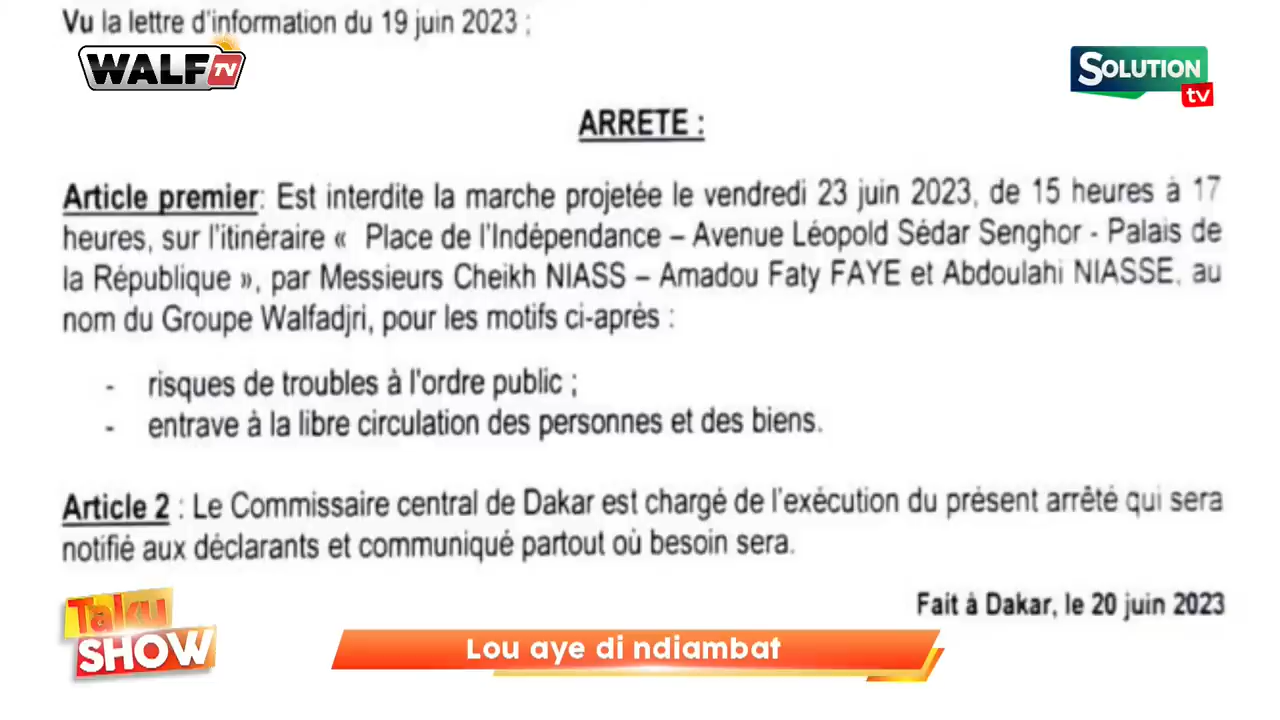 Vu la lettre d'information du 19 juin 2023 ;
WALF TV
SOLUTION tv
ARRETE :
Article premier: Est interdite la marche projetée le vendredi 23 juin 2023, de 15 heures à 17
heures, sur l'itinéraire « Place de l'Indépendance – Avenue Léopold Sédar Senghor - Palais de
la République », par Messieurs Cheikh NIASS – Amadou Faty FAYE et Abdoulahi NIASSE, au
nom du Groupe Walfadjri, pour les motifs ci-après :
- risques de troubles à l'ordre public ;
- entrave à la libre circulation des personnes et des biens.
Article 2 : Le Commissaire central de Dakar est chargé de l'exécution du présent arrêté qui sera
notifié aux déclarants et communiqué partout où besoin sera.
Fait à Dakar, le 20 juin 2023
Taku
SHOW
Lou aye di ndiambat